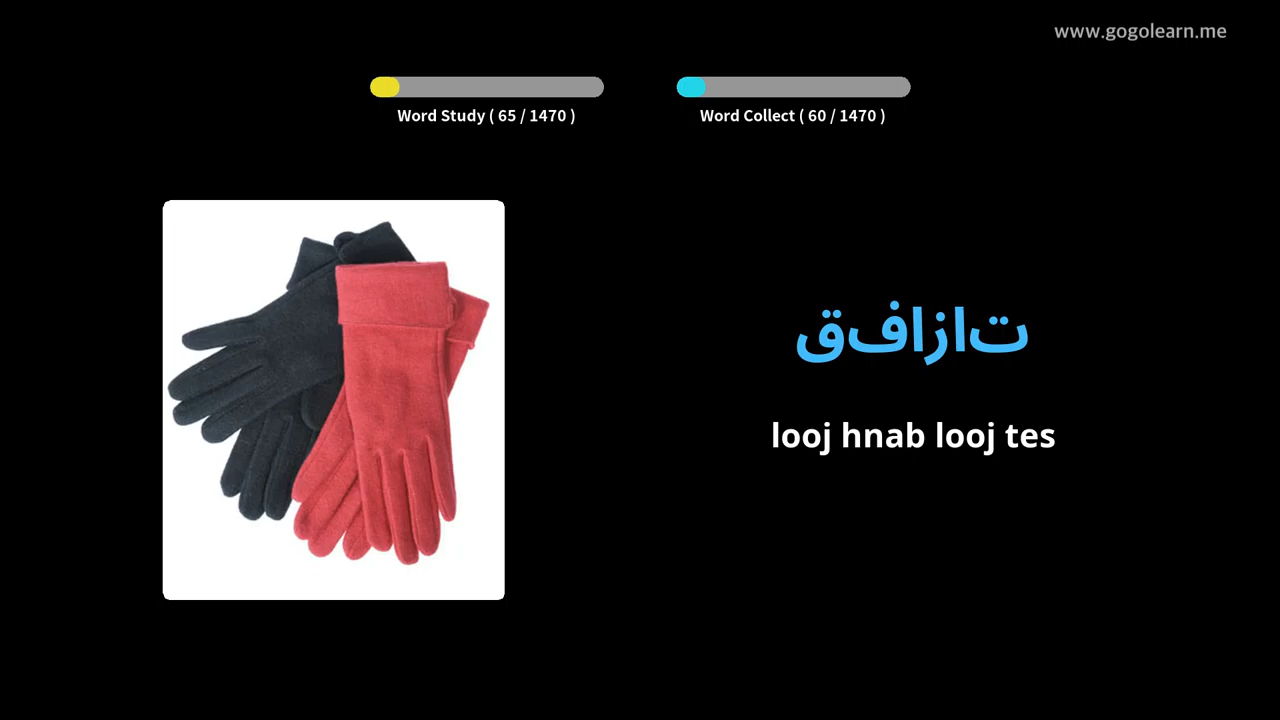 www.gogolearn.me
Word Study ( 65 / 1470 )
Word Collect ( 60 / 1470 )
قفازات
looj hnab looj tes